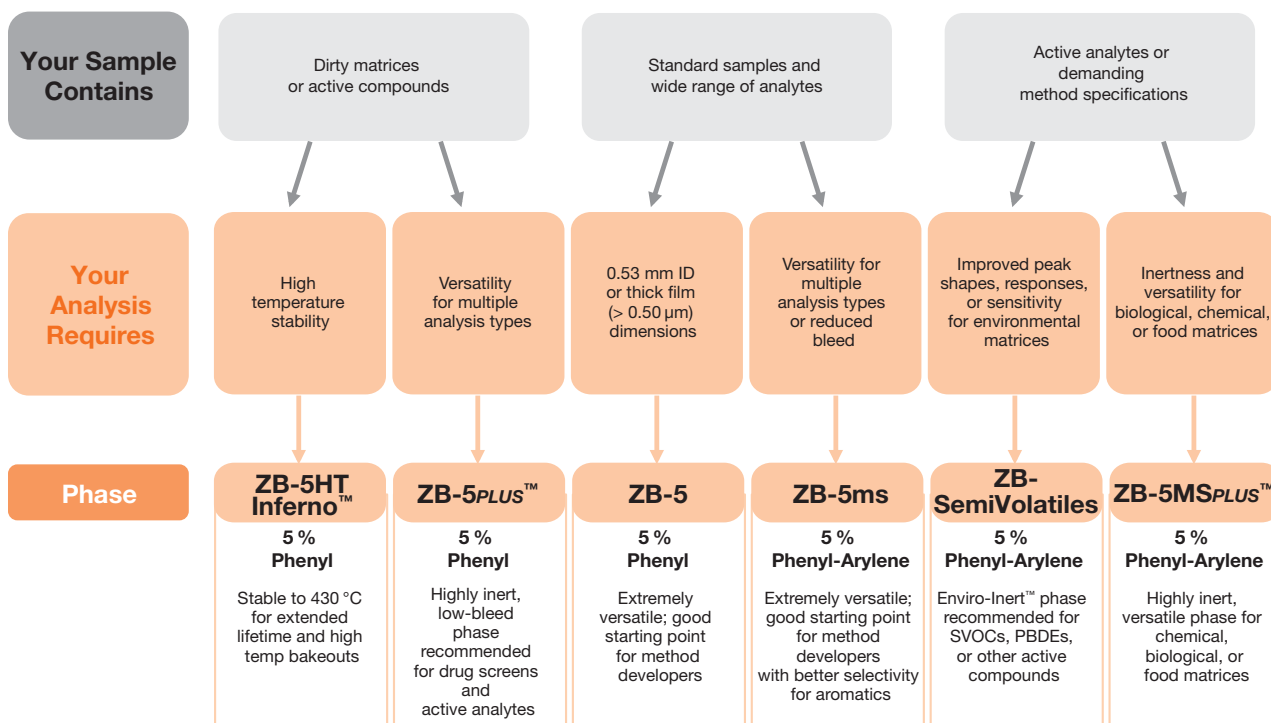 Your Sample
Contains
Dirty matrices
or active compounds
Standard samples and
wide range of analytes
Active analytes or
demanding
method specifications
Your
Analysis
Requires
High
temperature
stability
Versatility
for multiple
analysis types
0.53 mm ID
or thick film
(> 0.50 µm)
dimensions
Versatility for
multiple
analysis types
or reduced
bleed
Improved peak
shapes, responses,
or sensitivity
for environmental
matrices
Inertness and
versatility for
biological, chemical,
or food matrices
Phase
ZB-5HT
Inferno™
5 %
Phenyl
Stable to 430 °C
for extended
lifetime and high
temp bakeouts
ZB-5PLUS™
5 %
Phenyl
Highly inert,
low-bleed
phase
recommended
for drug screens
and
active analytes
ZB-5
5 %
Phenyl
Extremely
versatile; good
starting point
for method
developers
ZB-5ms
5 %
Phenyl-Arylene
Extremely versatile;
good starting point
for method
developers
with better selectivity
for aromatics
ZB-
SemiVolatiles
5 %
Phenyl-Arylene
Enviro-Inert™ phase
recommended for
SVOCs, PBDEs,
or other active
compounds
ZB-5MSPLUS™
5 %
Phenyl-Arylene
Highly inert,
versatile phase for
chemical,
biological, or
food matrices